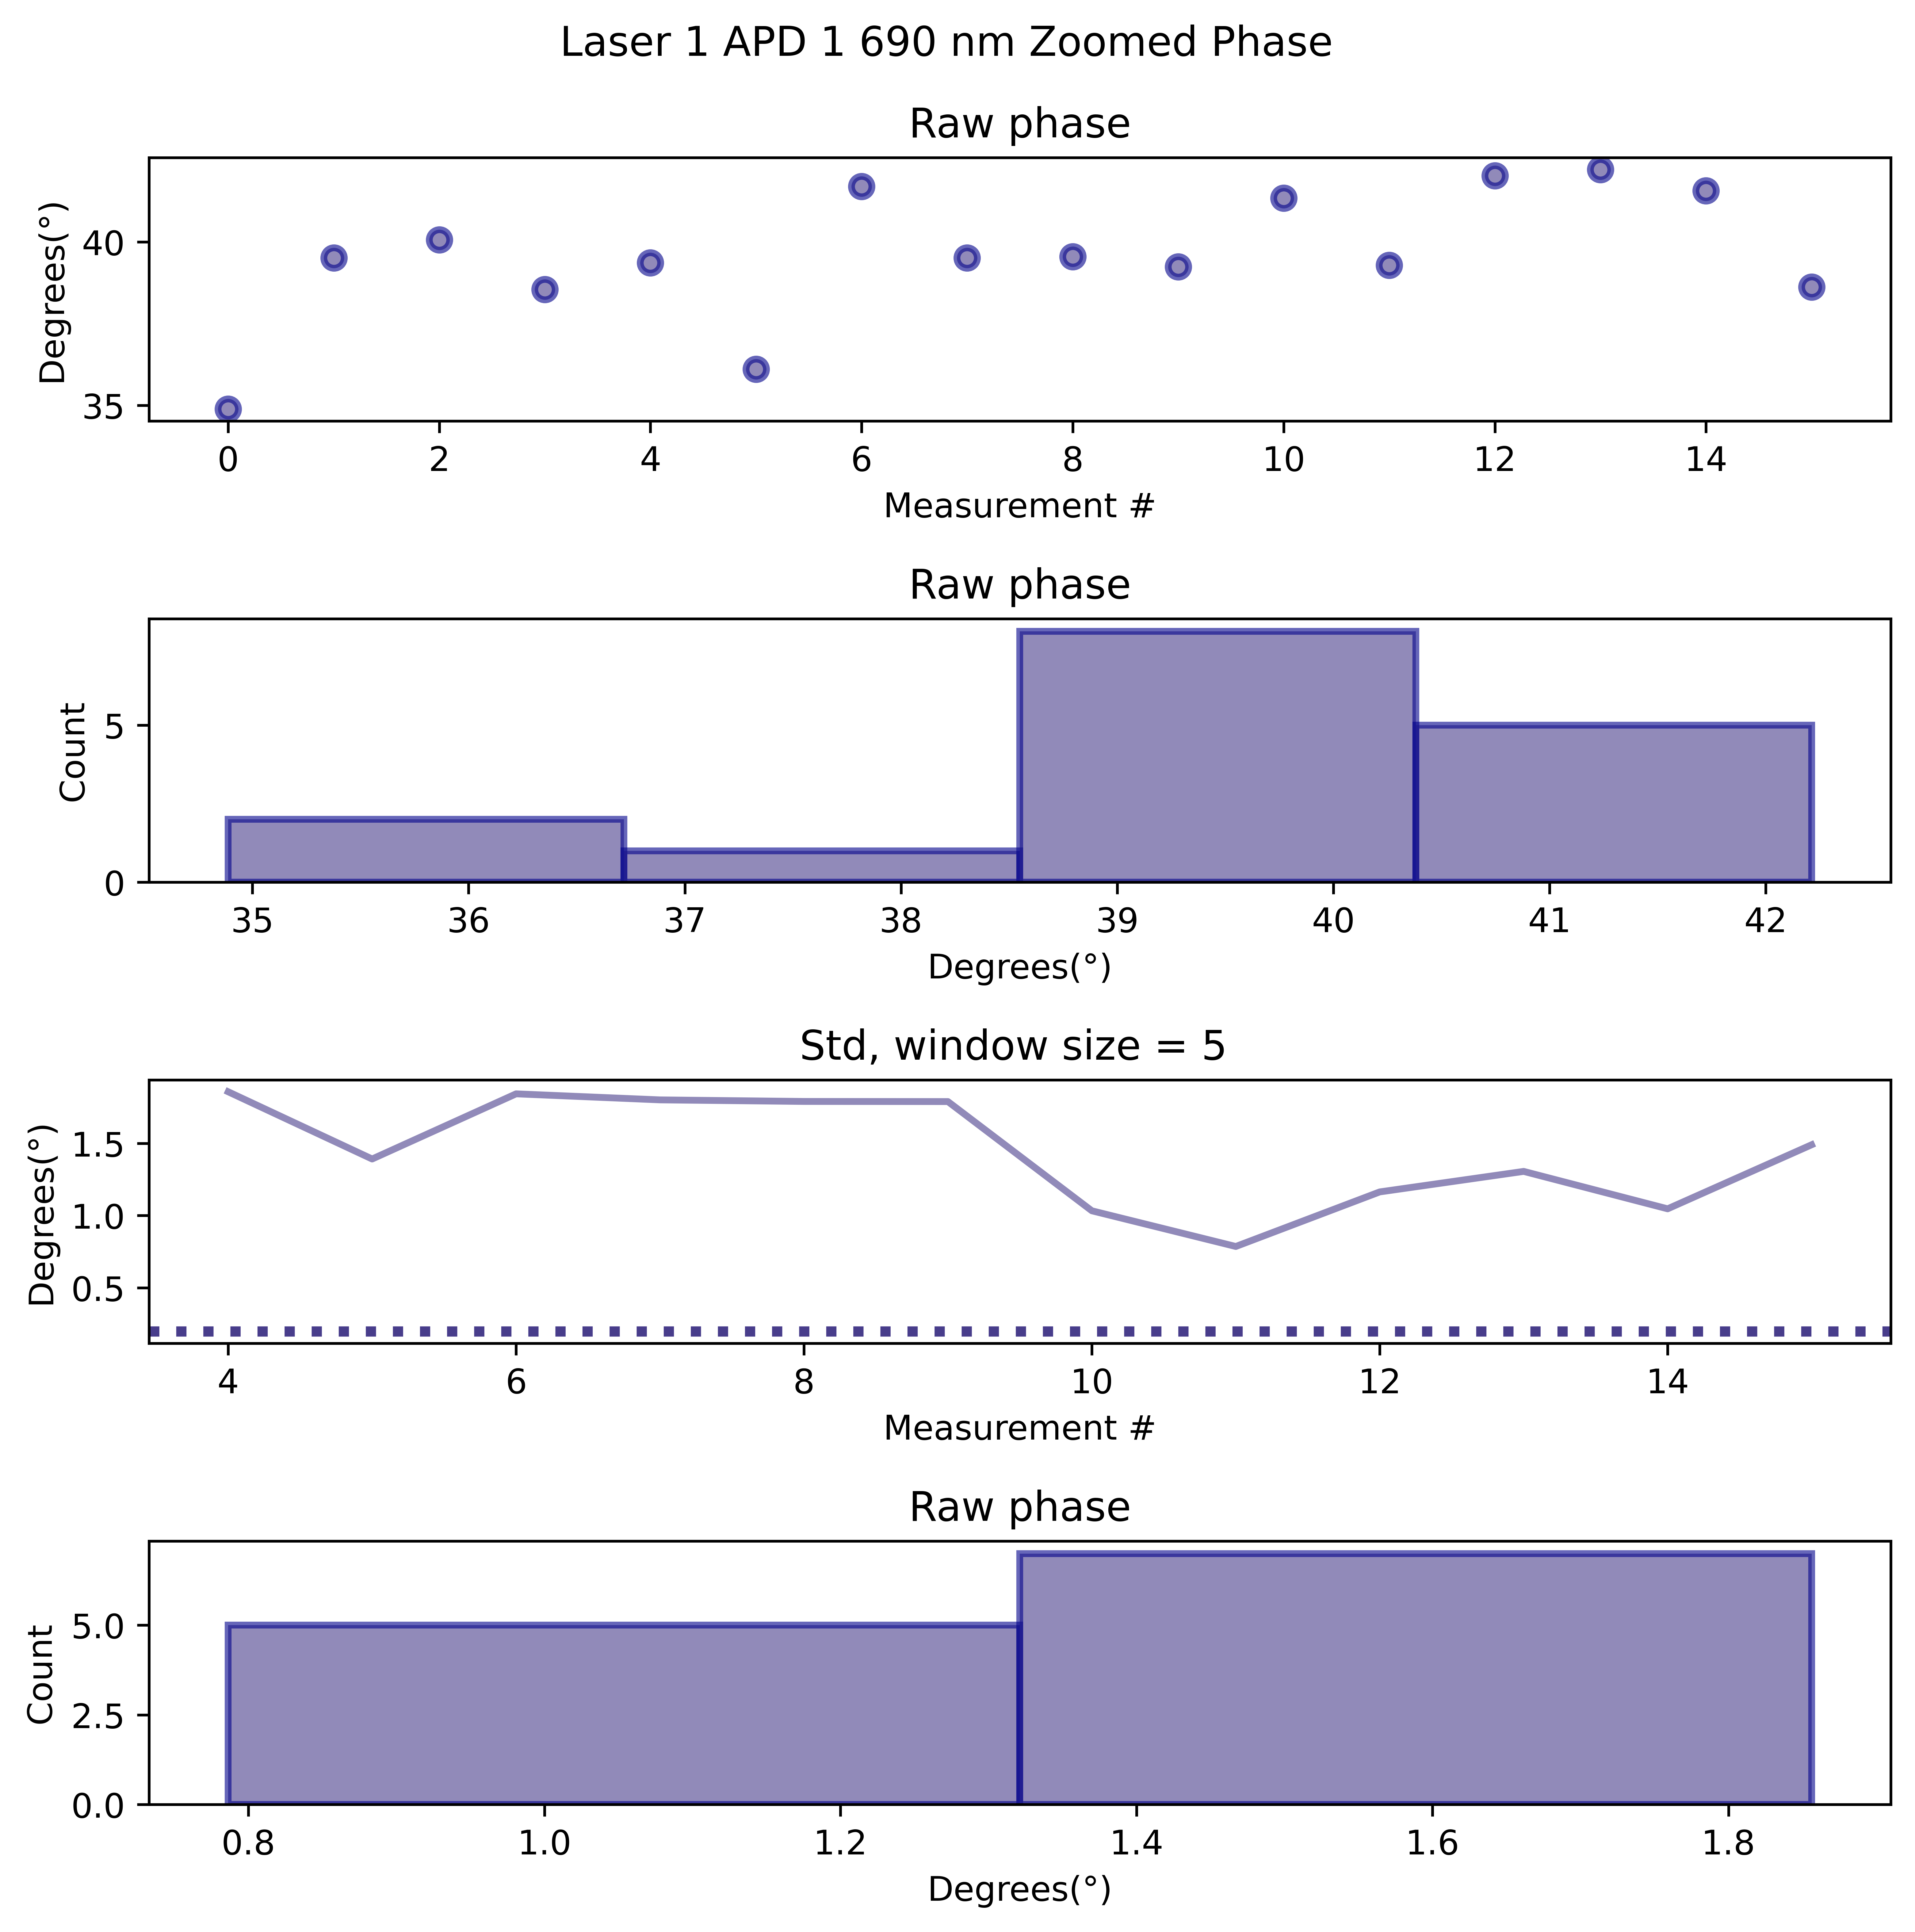 Laser 1 APD 1 690 nm Zoomed Phase
Raw phase
Degrees(°)
40
35
0 2 4 6 8 10 12 14
Measurement #
Raw phase
Count
5
0
35 36 37 38 39 40 41 42
Degrees(°)
Std, window size = 5
Degrees(°)
1.5
1.0
0.5
4 6 8 10 12 14
Measurement #
Raw phase
Count
5.0
2.5
0.0
0.8 1.0 1.2 1.4 1.6 1.8
Degrees(°)